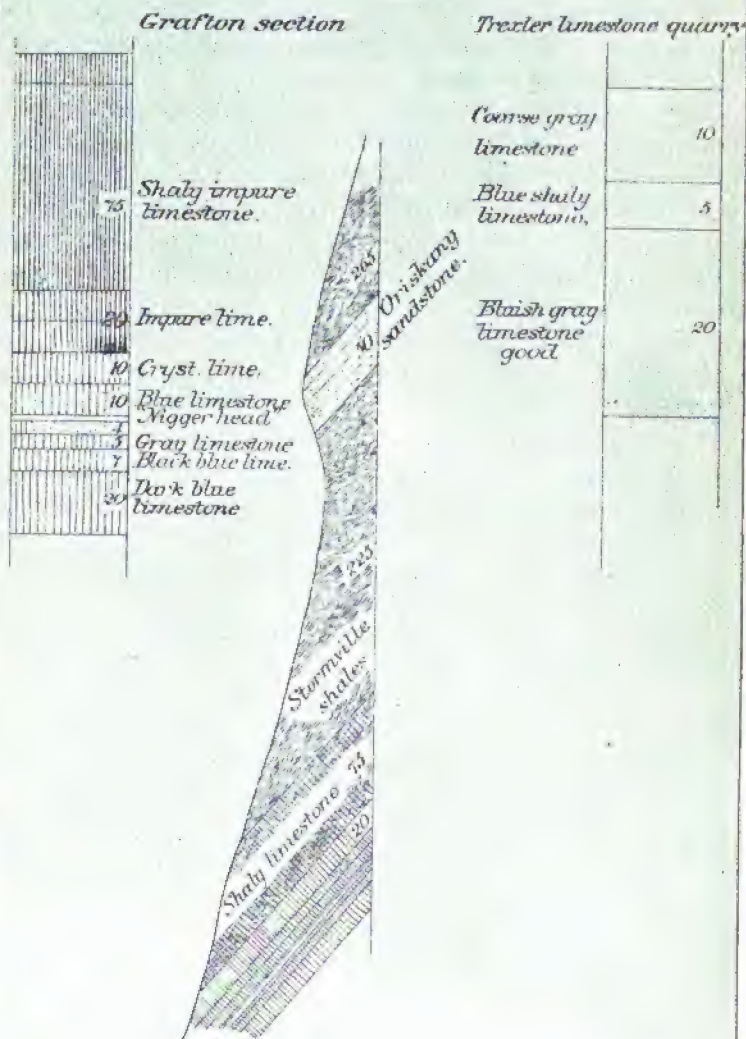 Grafton section
75 Shaly impure
limestone.
20 Impure lime.
10 Cryst. lime.
10 Blue limestone
Nigger head
4
5 Gray limestone
7 Black blue lime.
20 Dark blue
limestone
265
Oriskany
sandstone.
225
Stormville
shales
75
Shaly limestone
20
Trexler limestone quarry
Coarse gray
limestone
10
Blue shaly
limestone,
5
Bluish gray
limestone
good
20